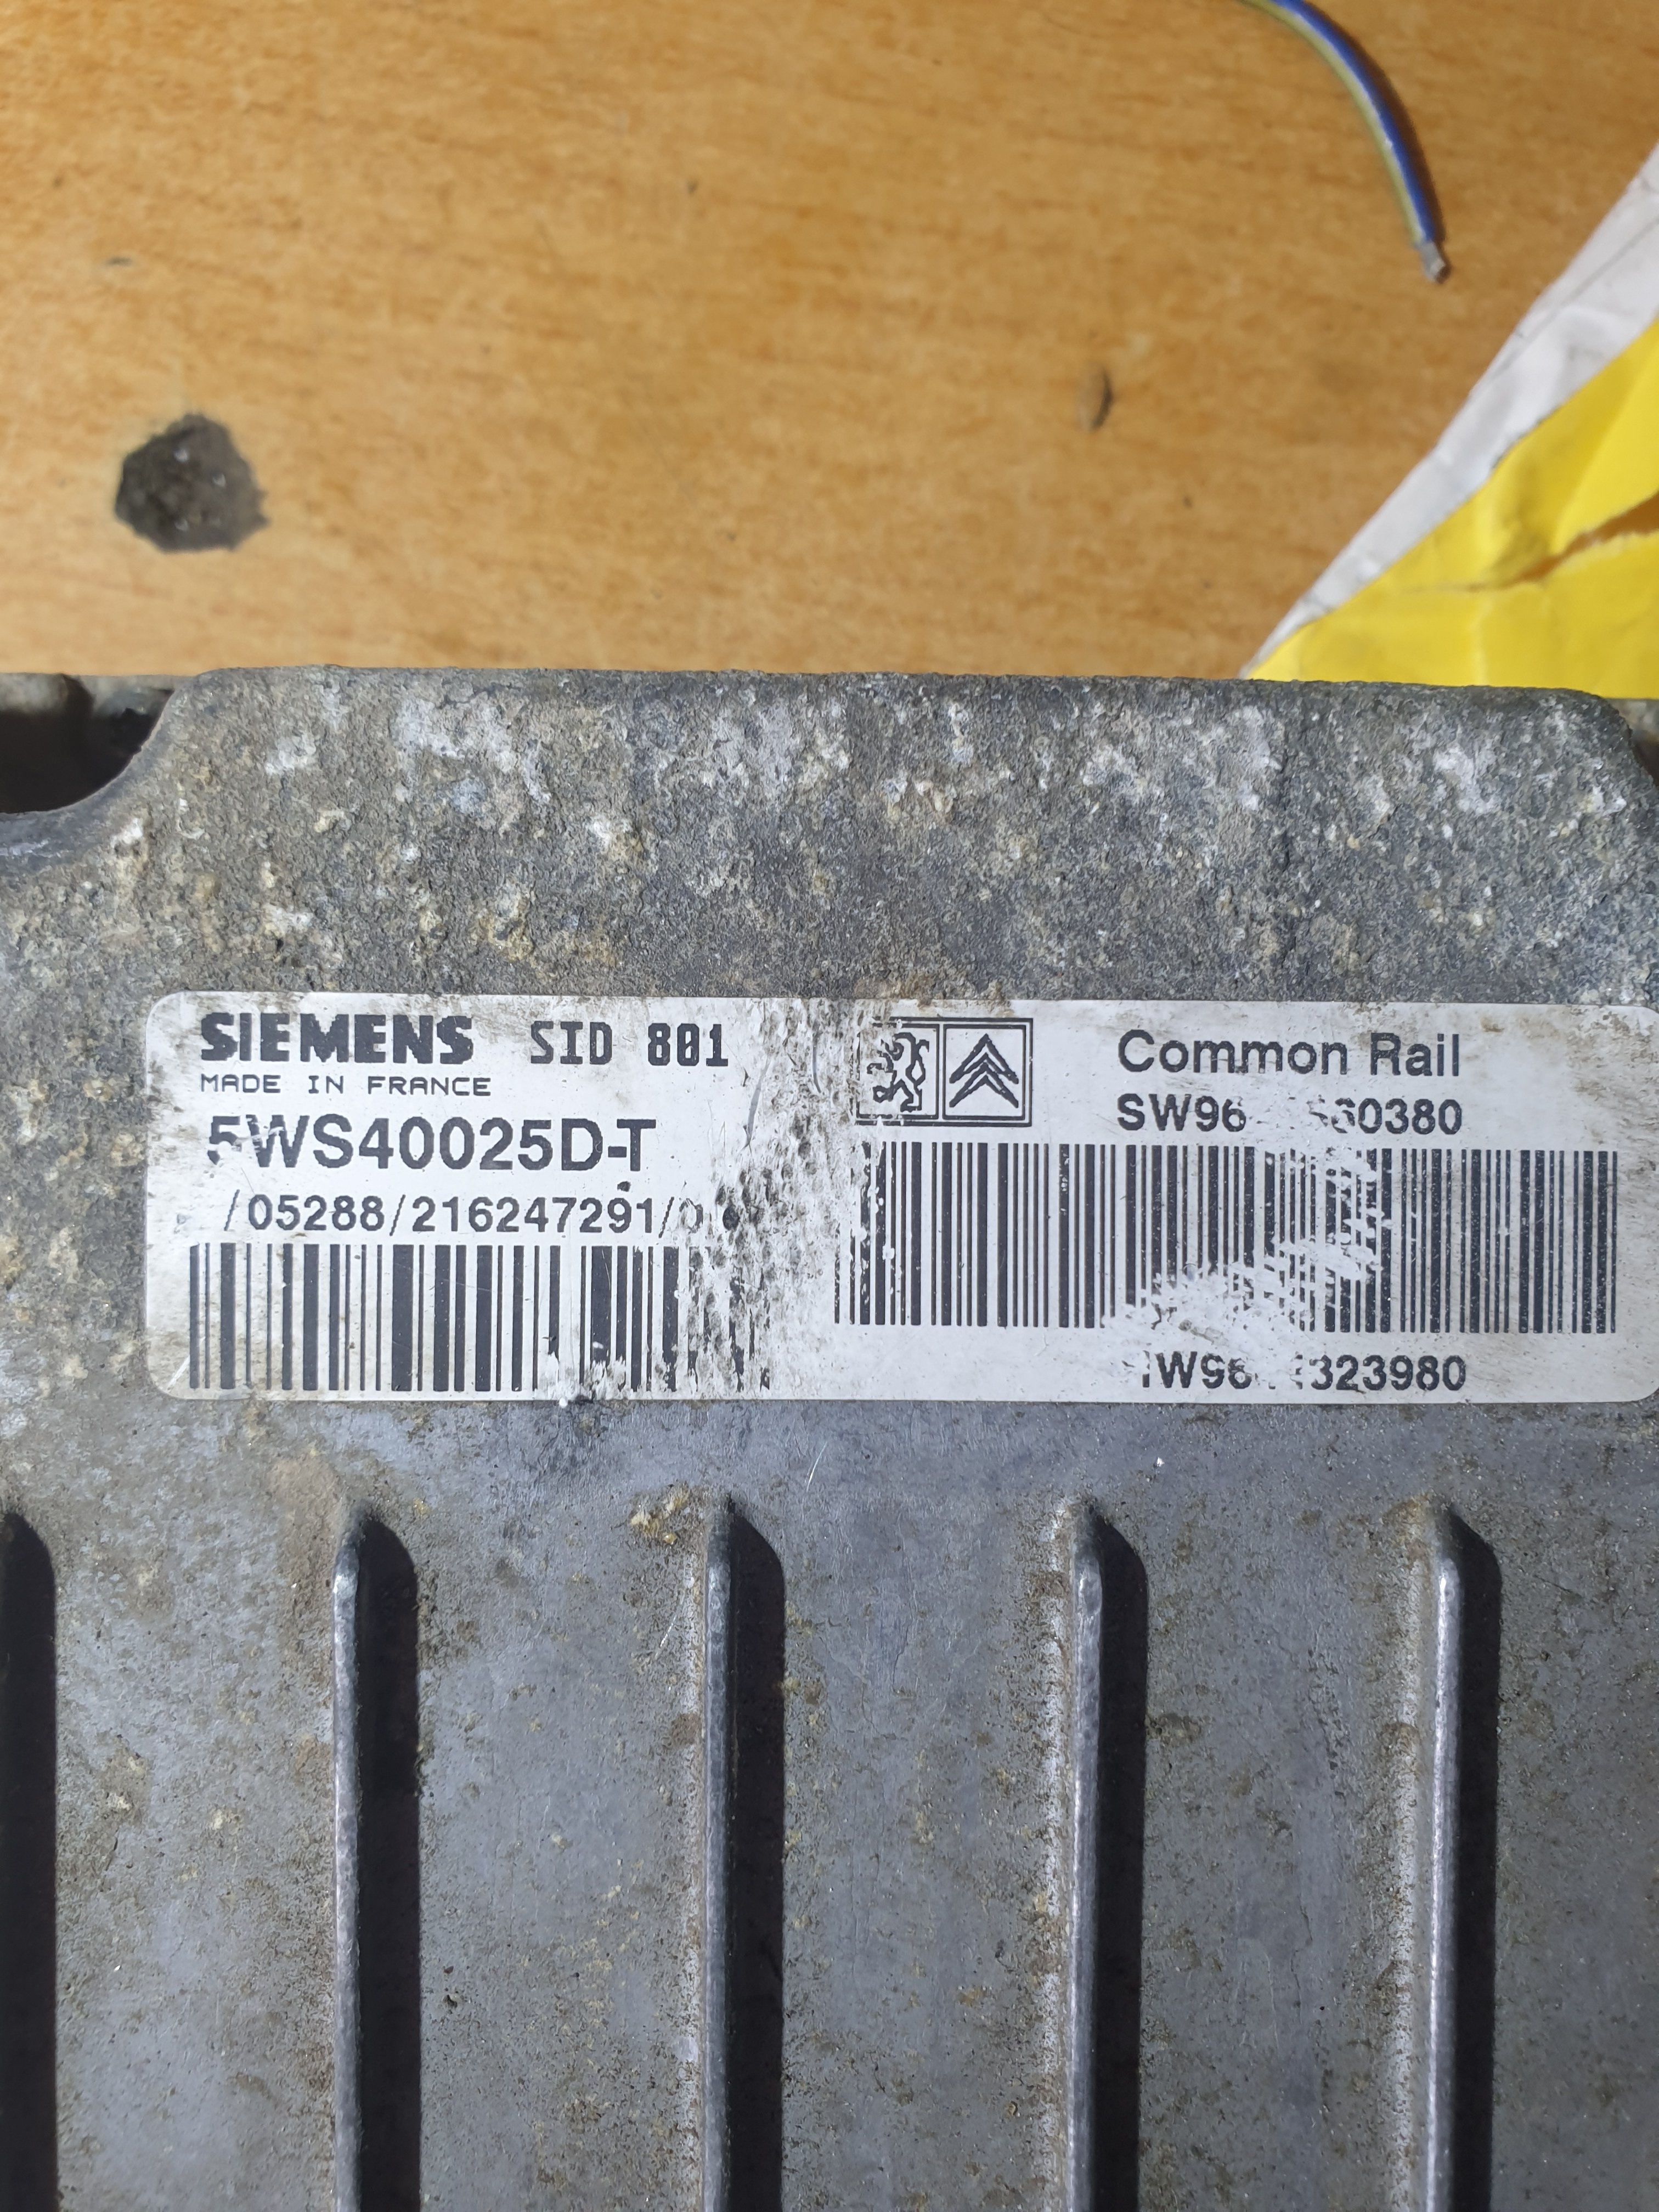 SIEMENS SID 801
MADE IN FRANCE
5WS40025D-T
/05288/216247291/
Common Rail